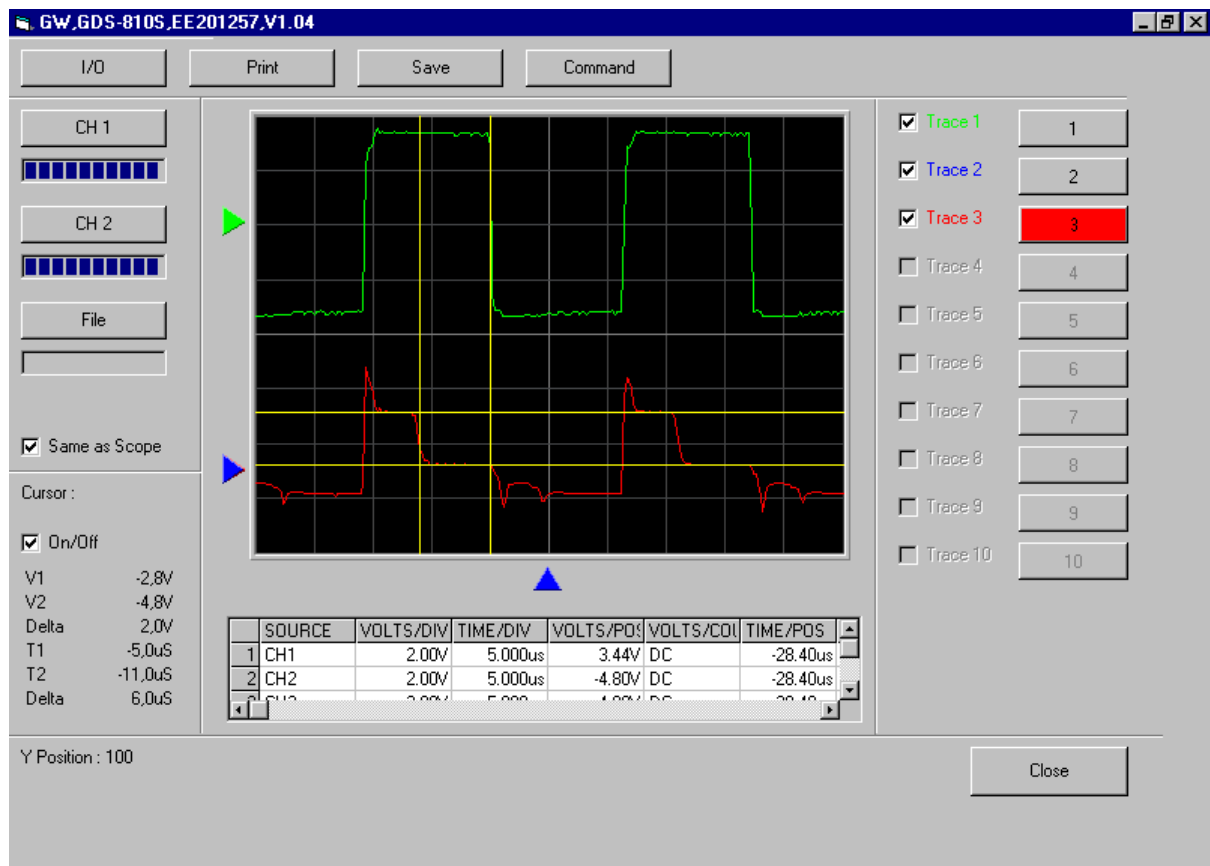 GW,GDS-810S,EE201257,V1.04
I/O Print Save Command
CH 1
CH 2
File
Same as Scope
Cursor :
On/Off
V1 -2,8V
V2 -4,8V
Delta 2,0V
T1 -5,0uS
T2 -11,0uS
Delta 6,0uS
Trace 1 1
Trace 2 2
Trace 3 3
Trace 4 4
Trace 5 5
Trace 6 6
Trace 7 7
Trace 8 8
Trace 9 9
Trace 10 10
SOURCE VOLTS/DIV TIME/DIV VOLTS/POS VOLTS/COU TIME/POS
1 CH1 2.00V 5.000us 3.44V DC -28.40us
2 CH2 2.00V 5.000us -4.80V DC -28.40us
Y Position : 100
Close